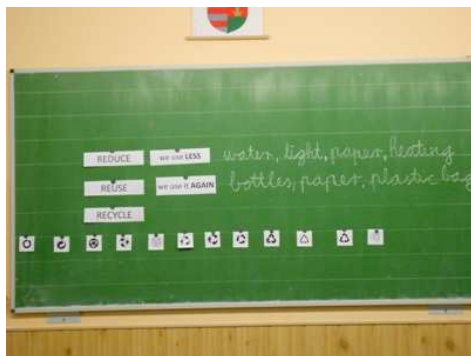 REDUCE we use LESS water, light, paper, heating
REUSE we use it AGAIN bottles, paper, plastic bag
RECYCLE